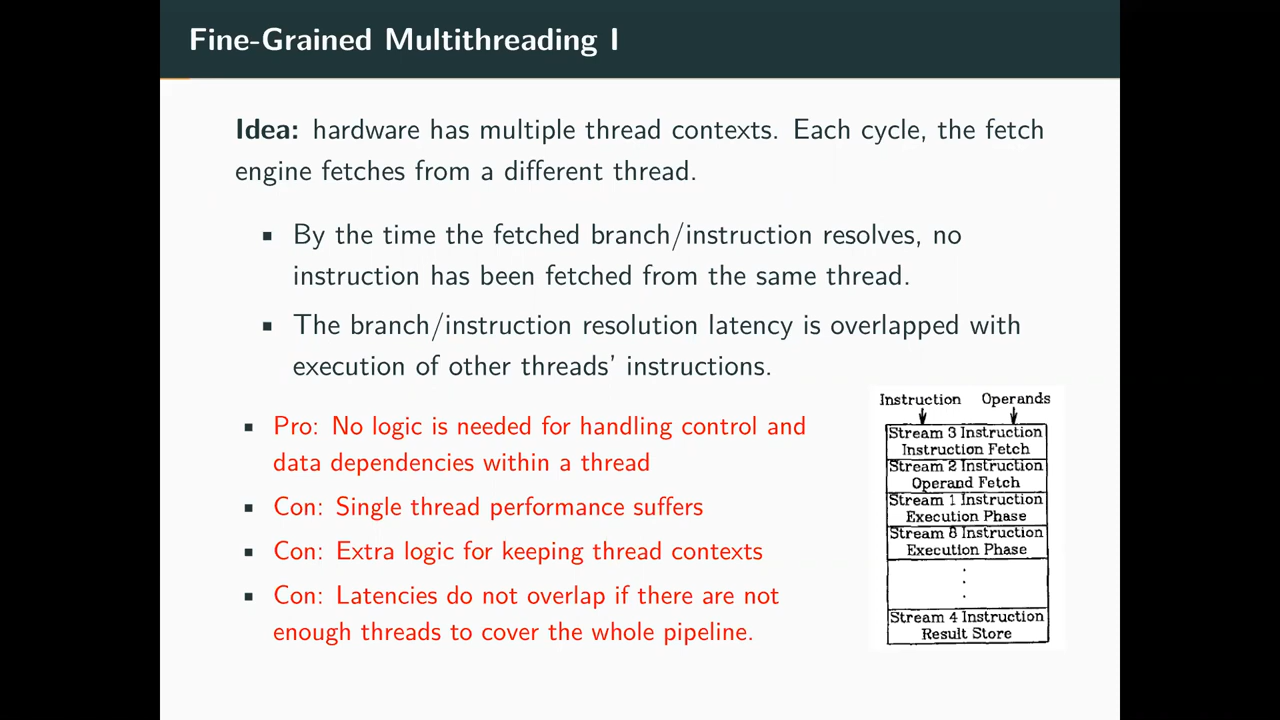 Fine-Grained Multithreading I
Idea: hardware has multiple thread contexts. Each cycle, the fetch
engine fetches from a different thread.
▪ By the time the fetched branch/instruction resolves, no
instruction has been fetched from the same thread.
▪ The branch/instruction resolution latency is overlapped with
execution of other threads' instructions.
▪ Pro: No logic is needed for handling control and
data dependencies within a thread
▪ Con: Single thread performance suffers
▪ Con: Extra logic for keeping thread contexts
▪ Con: Latencies do not overlap if there are not
enough threads to cover the whole pipeline.
Instruction Operands
Stream 3 Instruction
Instruction Fetch
Stream 2 Instruction
Operand Fetch
Stream 1 Instruction
Execution Phase
Stream 8 Instruction
Execution Phase
Stream 4 Instruction
Result Store